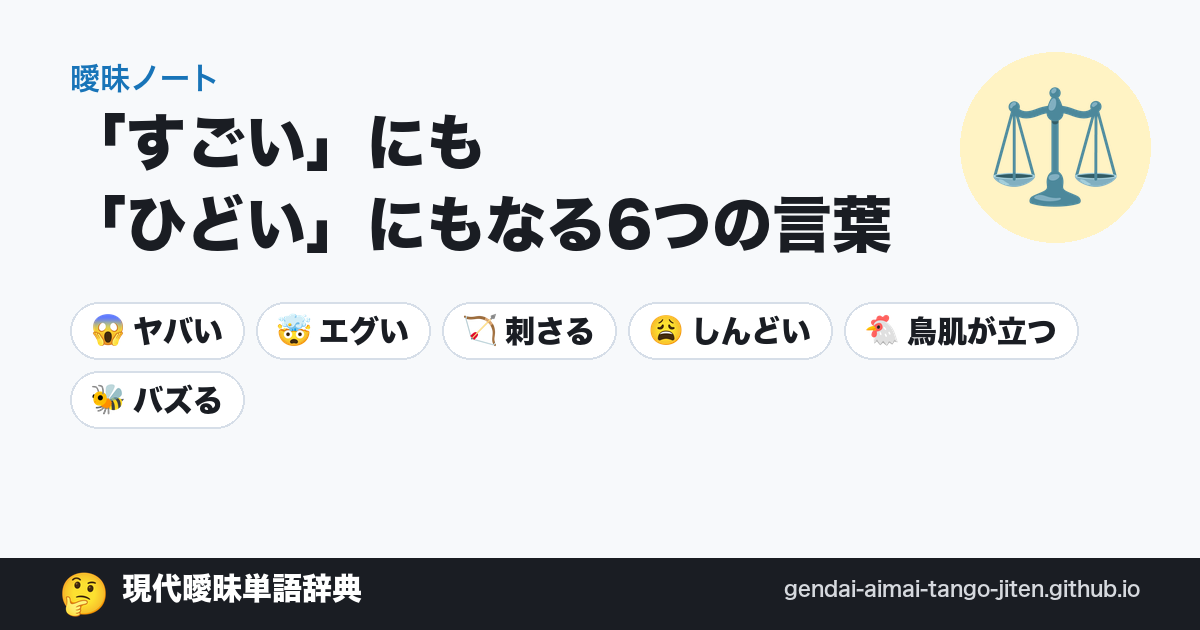 曖昧ノート
「すごい」にも
「ひどい」にもなる6つの言葉
😱 ヤバい 🤯 エグい 🏹 刺さる 😩 しんどい 🐔 鳥肌が立つ
🐝 バズる
🤔 現代曖昧単語辞典 gendai-aimai-tango-jiten.github.io